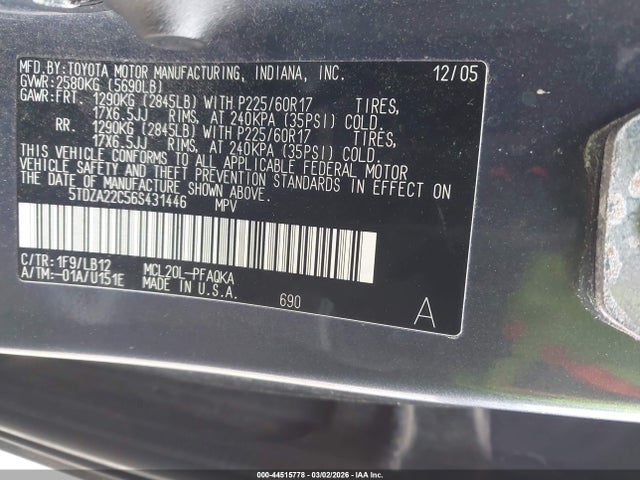 MFD.BY:TOYOTA MOTOR MANUFACTURING, INDIANA, INC. 12/05
GVWR:2580KG (5690LB)
GAWR:FRT. 1290KG (2845LB) WITH P225/60R17 TIRES,
17X6.5JJ RIMS, AT 240KPA (35PSI) COLD.
RR. 1290KG (2845LB) WITH P225/60R17 TIRES,
17X6.5JJ RIMS, AT 240KPA (35PSI) COLD.
THIS VEHICLE CONFORMS TO ALL APPLICABLE FEDERAL MOTOR
VEHICLE SAFETY AND THEFT PREVENTION STANDARDS IN EFFECT ON
THE DATE OF MANUFACTURE SHOWN ABOVE.
5TDZA22C56S431446 MPV
C/TR:1F9/LB12 MCL20L-PFAQKA
A/TM:-01A/U151E MADE IN U.S.A.
690 A
000-44515778 - 03/02/2026 - IAAI, Inc.